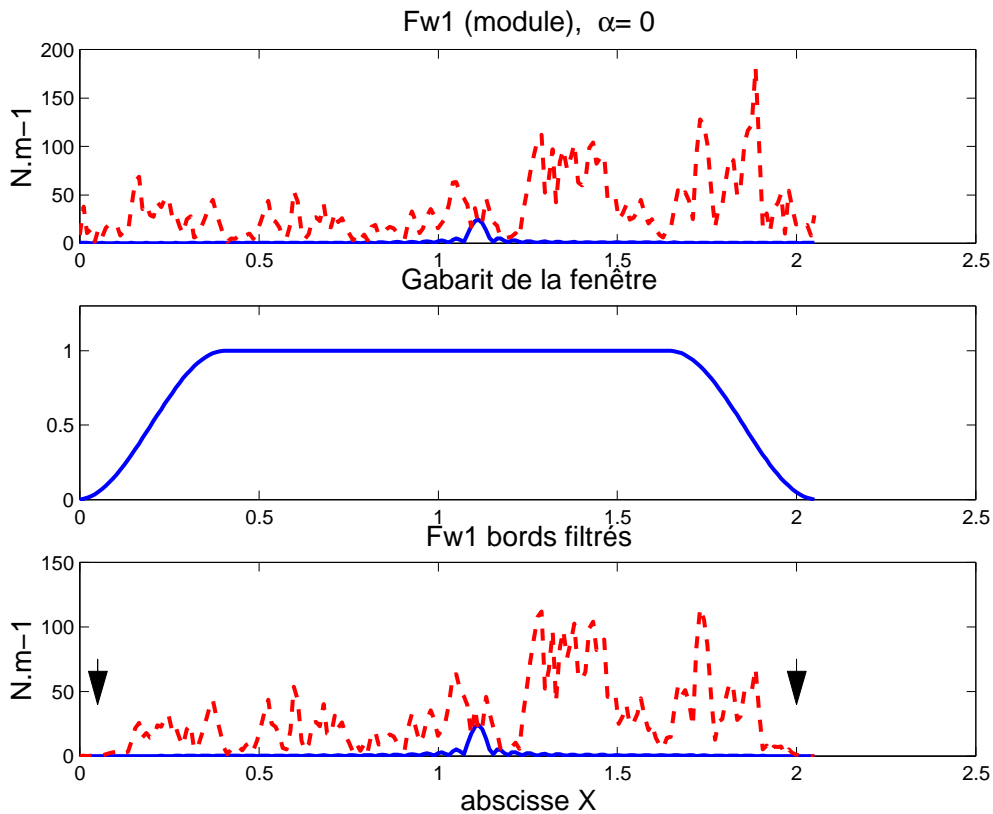 Fw1 (module), α= 0
N.m−1
200
150
100
50
0
0 0.5 1 1.5 2 2.5
Gabarit de la fenêtre
1
0.5
0
0 0.5 1 1.5 2 2.5
Fw1 bords filtrés
N.m−1
150
100
50
0
0 0.5 1 1.5 2 2.5
abscisse X